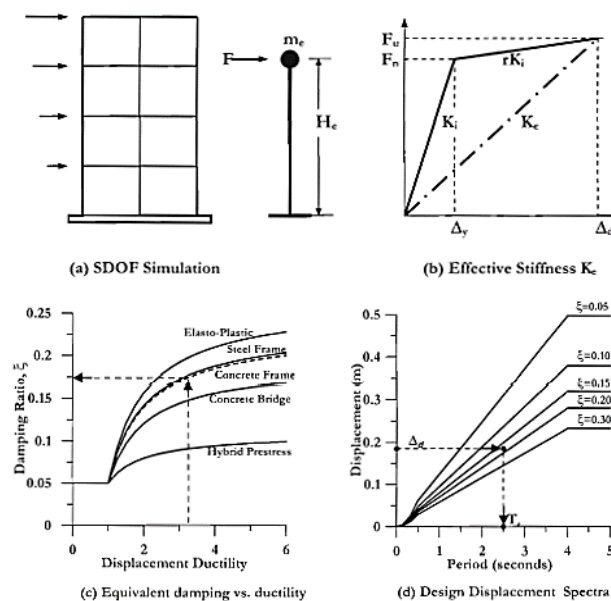 mₑ
F
Hₑ
(a) SDOF Simulation
Fᵤ
Fₙ
rKᵢ
Kᵢ
Kₑ
Δy
Δd
(b) Effective Stiffness Kₑ
Damping Ratio, ξ
0.25
0.2
0.15
0.1
0.05
0
Elasto-Plastic
Steel Frame
Concrete Frame
Concrete Bridge
Hybrid Prestress
0 2 4 6
Displacement Ductility
(c) Equivalent damping vs. ductility
Displacement (m)
0.5
0.4
0.3
0.2
0.1
0
ξ=0.05
ξ=0.10
ξ=0.15
ξ=0.20
ξ=0.30
Δd
Tₑ
0 1 2 3 4 5
Period (seconds)
(d) Design Displacement Spectra